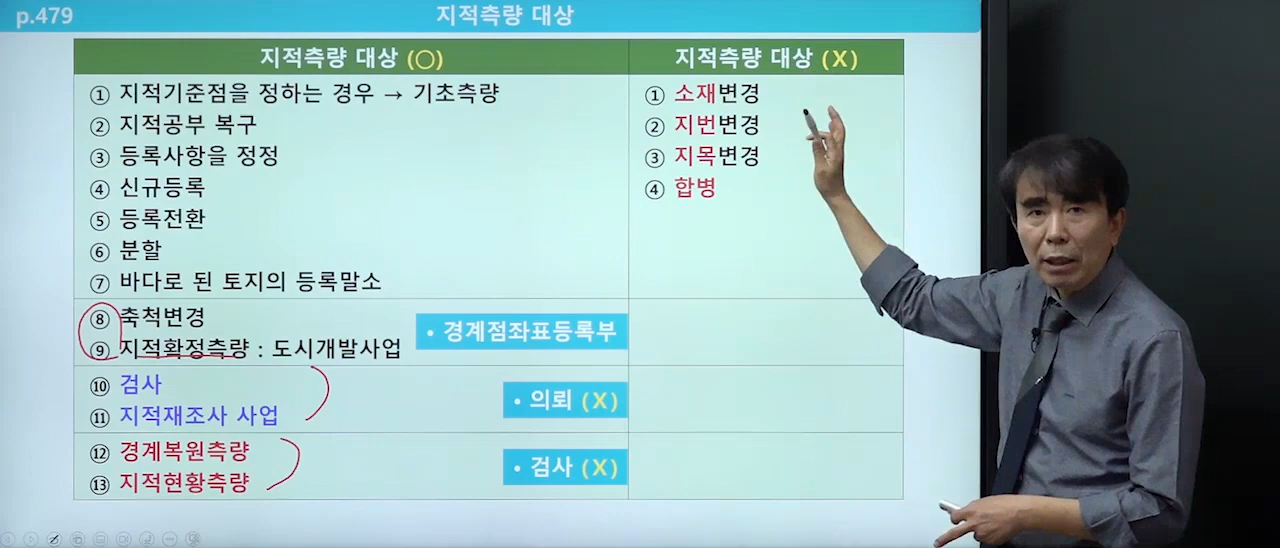 p.479
지적측량 대상
지적측량 대상 (○)
① 지적기준점을 정하는 경우 → 기초측량
② 지적공부 복구
③ 등록사항을 정정
④ 신규등록
⑤ 등록전환
⑥ 분할
⑦ 바다로 된 토지의 등록말소
⑧ 축척변경
⑨ 지적확정측량 : 도시개발사업
• 경계점좌표등록부
⑩ 검사
⑪ 지적재조사 사업
• 의뢰 (X)
⑫ 경계복원측량
⑬ 지적현황측량
• 검사 (X)
지적측량 대상 (X)
① 소재변경
② 지번변경
③ 지목변경
④ 합병